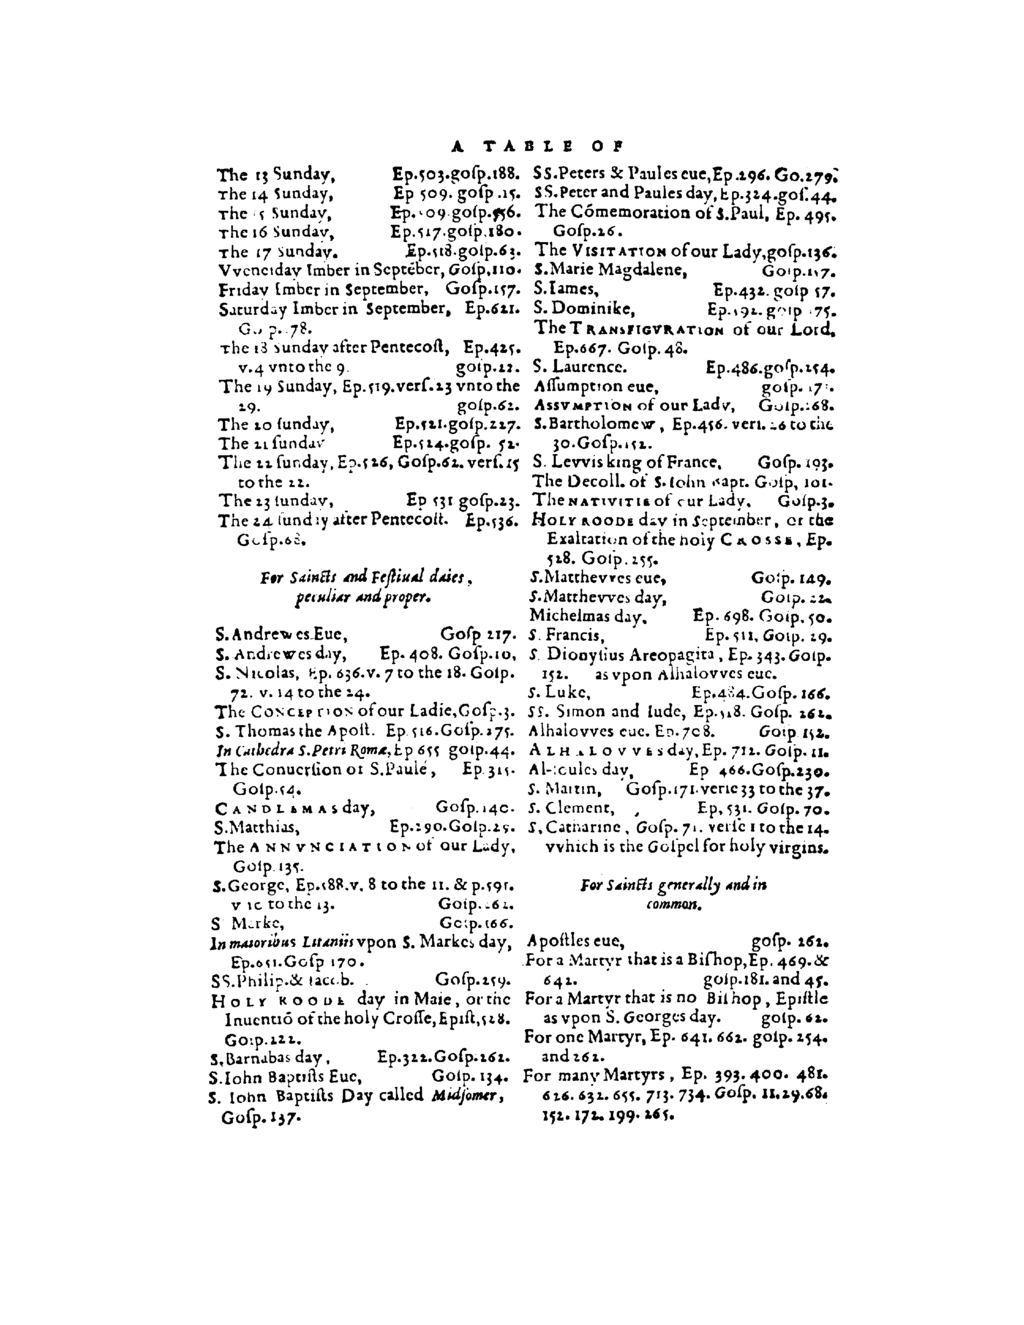 A TABLE OF
The 13 Sunday, Ep.503.gosp.188.
The 14 Sunday, Ep 509. gosp .15.
The Sunday, gosp.
The 16 Sunday, Ep.517.gosp.180.
The 17 Sunday. Ep.518.gosp.63.
Vvenesday Imber in Septēber, Gosp,110.
Friday Imber in September, Gosp.157.
Saturday Imber in September, Ep.621.
78.
The 18 sunday after Pentecost, Ep.425.
v.4 vnto the 9. gosp.22.
The 19 Sunday, Ep.519.vers.23 vnto the
29. gosp.62.
The 20 sunday, Ep.521.gosp.227.
The 21 sunday Ep.524.gosp. 52.
The 22 sunday, Ep.526, Gosp.62. vers.15
to the 22.
The 23 sunday, Ep 531 gosp.23.
The 24 sunday after Pentecost. Ep.536.
Gosp.68.
For Saincts and Festiual daies,
peculiar and proper.
S.Andrewes.Eue, Gosp 217.
S. Andrewes day, Ep. 408. Gosp.10,
S. Nicolas, Ep. 636.v. 7 to the 18. Gosp.
72. v. 14 to the 24.
The CONCEPTION of our Ladie,Gosp.3.
S. Thomas the Apost. Ep.516.Gosp.275.
In Cathedra S.Petri Roma, Ep 655 gosp.44.
The Conuersion of S.Paule, Ep.315.
Gosp.54.
CANDLEMAS day, Gosp.
S.Matthias, Ep.290.Gosp.29.
The ANNVNCIATION of our Lady,
Gosp.135.
S.George, Ep.588.v. 8 to the 11. & p.591.
v to the 13. Gosp.
S Marke, Gosp.166.
In maioribus Litaniis vpon S. Markes day,
Ep.651.Gosp 170.
SS.Philip.& Gosp.259.
HOLY ROODE day in Maie, or the
Inuentiō of the holy Crosse, Epist,528.
Gosp.222.
S,Barnabas day, Ep.322.Gosp.262.
S.Iohn Baptists Eue, Gosp. 134.
S. Iohn Baptists Day called Midsomer,
Gosp. 137.
SS.Peters & Paules eue,Ep.296. Go.279.
SS.Peter and Paules day, Ep.324.gos.44.
The Cōmemoration of S.Paul, Ep. 495.
Gosp.26.
The VISITATION of our Lady,gosp.136.
S.Marie Magdalene, Gosp.157.
S.Iames, Ep.432. gosp 57.
S. Dominike, Ep.592. gosp 75.
The TRANSFIGVRATION of our Lord,
Ep.667. Gosp. 48.
S. Laurence. Ep.486.gosp.254.
Assumption eue, gosp.
ASSVMPTION of our Lady, Gosp.168.
S.Bartholomew, Ep.456. vers. 26 to the
30.Gosp.152.
S. Levvis king of France, Gosp. 193.
The Decoll. of S. Iohn Bapt. Gosp, 101.
The NATIVITIE of our Lady, Gosp.3.
HOLY ROODE day in September, or the
Exaltation of the holy CROSSE, Ep.
528. Gosp.255.
S.Matthevves eue, Gosp. 149.
S.Matthevves day, Gosp. 22.
Michelmas day, Ep. 698. Gosp. 50.
S. Francis, Ep. 511, Gosp. 29.
S. Dionysius Areopagita, Ep. 343.Gosp.
152. as vpon Alhalovves eue.
S. Luke, Ep.484.Gosp. 166.
SS. Simon and Iude, Ep.518. Gosp. 262.
Alhalovves eue. Ep.708. Gosp 152.
ALHALOVVES day, Ep. 712. Gosp. 11.
Al-soules day, Ep 466.Gosp.230.
S. Martin, Gosp.171.verse 33 to the 37.
S. Clement, Ep, 531. Gosp. 70.
S, Catharine, Gosp. 71. verse 1 to the 14.
vvhich is the Gospel for holy virgins.
For Saincts generally and in
common.
Apostles eue, gosp. 262.
For a Martyr that is a Bishop,Ep. 469.&
642. gosp.181. and 45.
For a Martyr that is no Bishop, Epistle
as vpon S. Georges day. gosp. 62.
For one Martyr, Ep. 641. 662. gosp. 254.
and 262.
For many Martyrs, Ep. 393. 400. 481.
626. 632. 655. 713. 734. Gosp. 11.29.68.
152. 172. 199. 265.